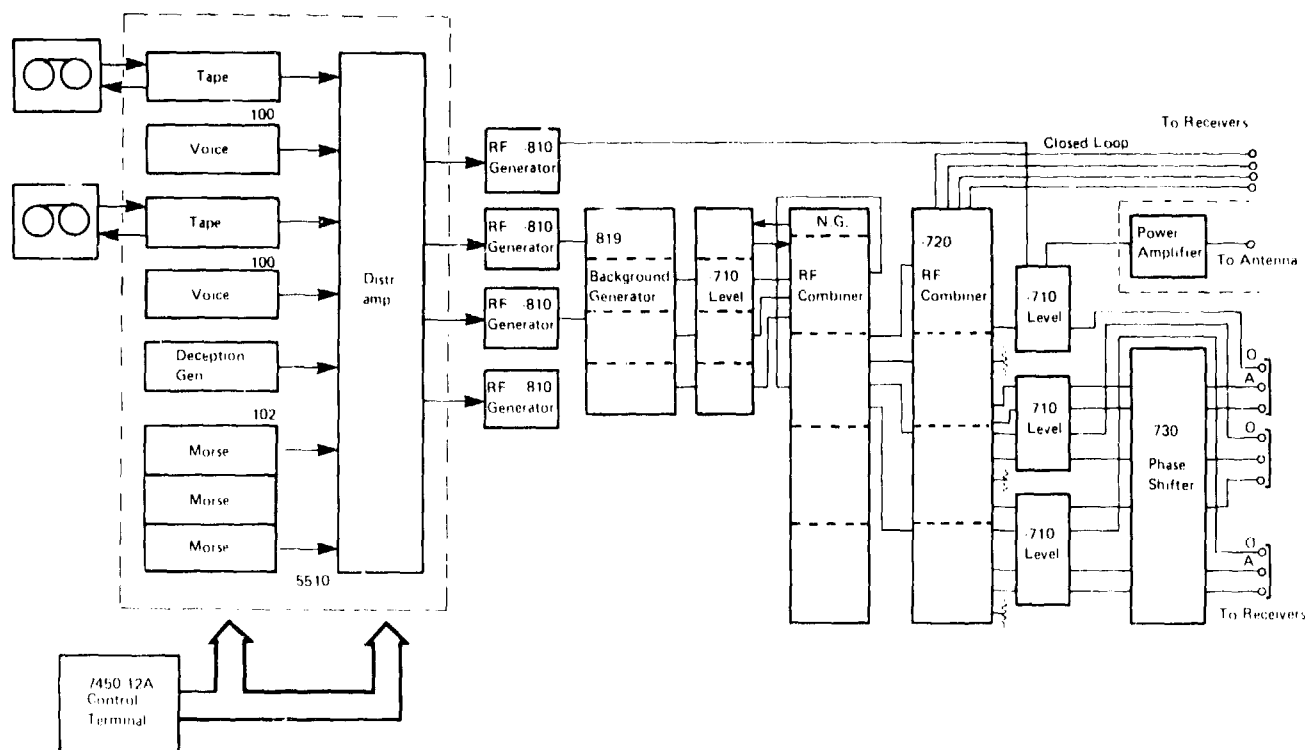 Tape
100
Voice
Tape
100
Voice
Deception
Gen
102
Morse
Morse
Morse
5510
Distr
amp
7450 12A
Control
Terminal
RF 810
Generator
RF 810
Generator
RF 810
Generator
RF 810
Generator
819
Background
Generator
-710
Level
N.G.
RF
Combiner
-720
RF
Combiner
To Receivers
Closed Loop
Power
Amplifier
To Antenna
-710
Level
710
Level
-710
Level
730
Phase
Shifter
O
A
O
O
A
To Receivers